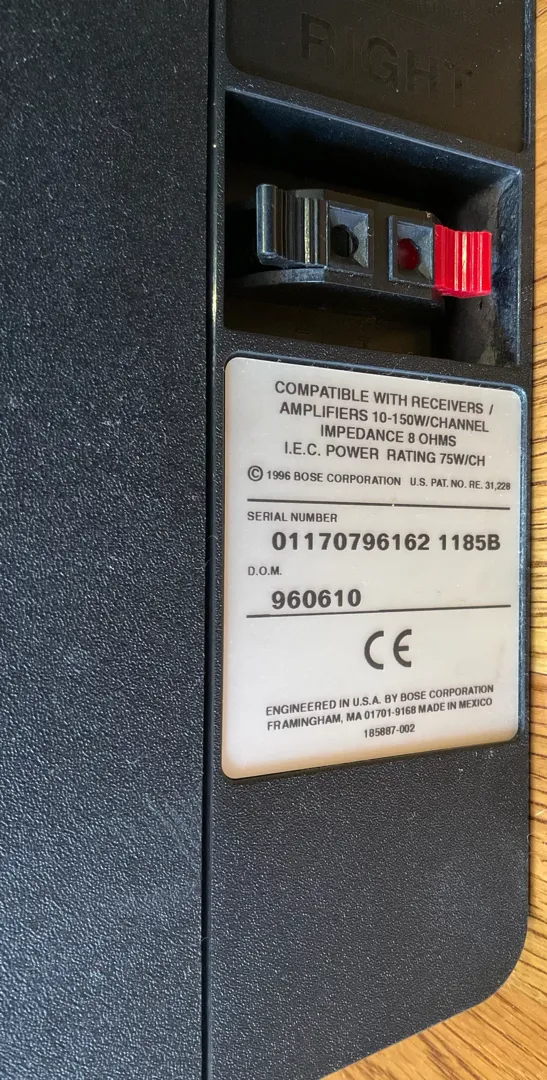 RIGHT
COMPATIBLE WITH RECEIVERS /
AMPLIFIERS 10-150W/CHANNEL
IMPEDANCE 8 OHMS
I.E.C. POWER RATING 75W/CH
© 1996 BOSE CORPORATION U.S. PAT. NO. RE. 31,228
SERIAL NUMBER
01170796162 1185B
D.O.M.
960610
CE
ENGINEERED IN U.S.A. BY BOSE CORPORATION
FRAMINGHAM, MA 01701-9168 MADE IN MEXICO
185887-002